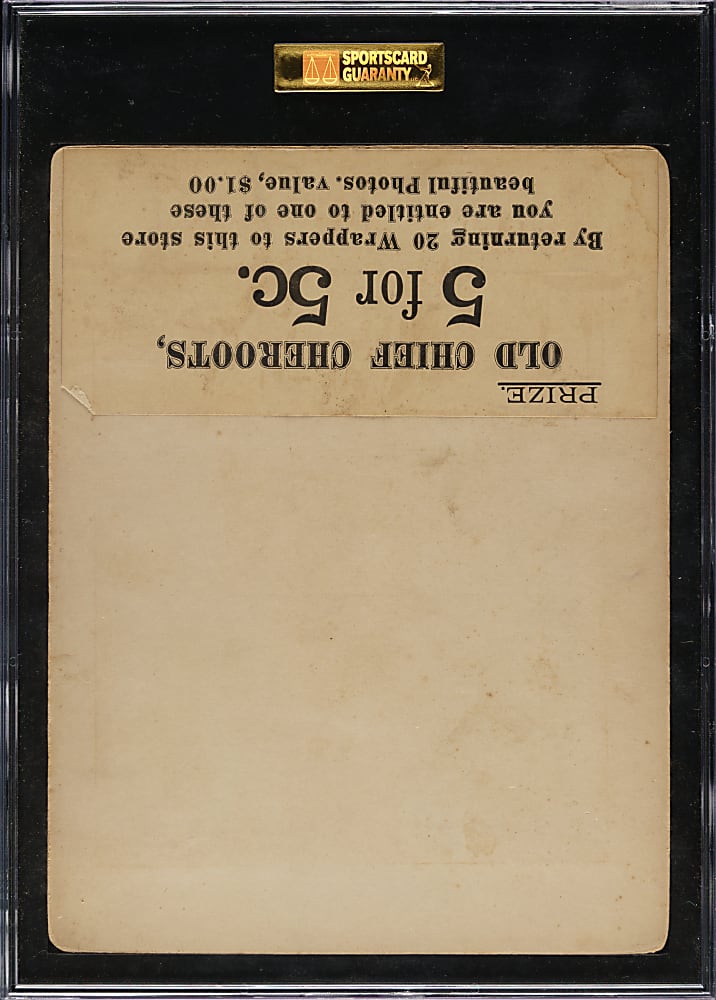 SPORTSCARD
GUARANTY LLC
PRIZE.
OLD CHIEF CHEROOTS,
5 for 5c.
By returning 20 Wrappers to this store
you are entitled to one of these
beautiful Photos. value, $1.00